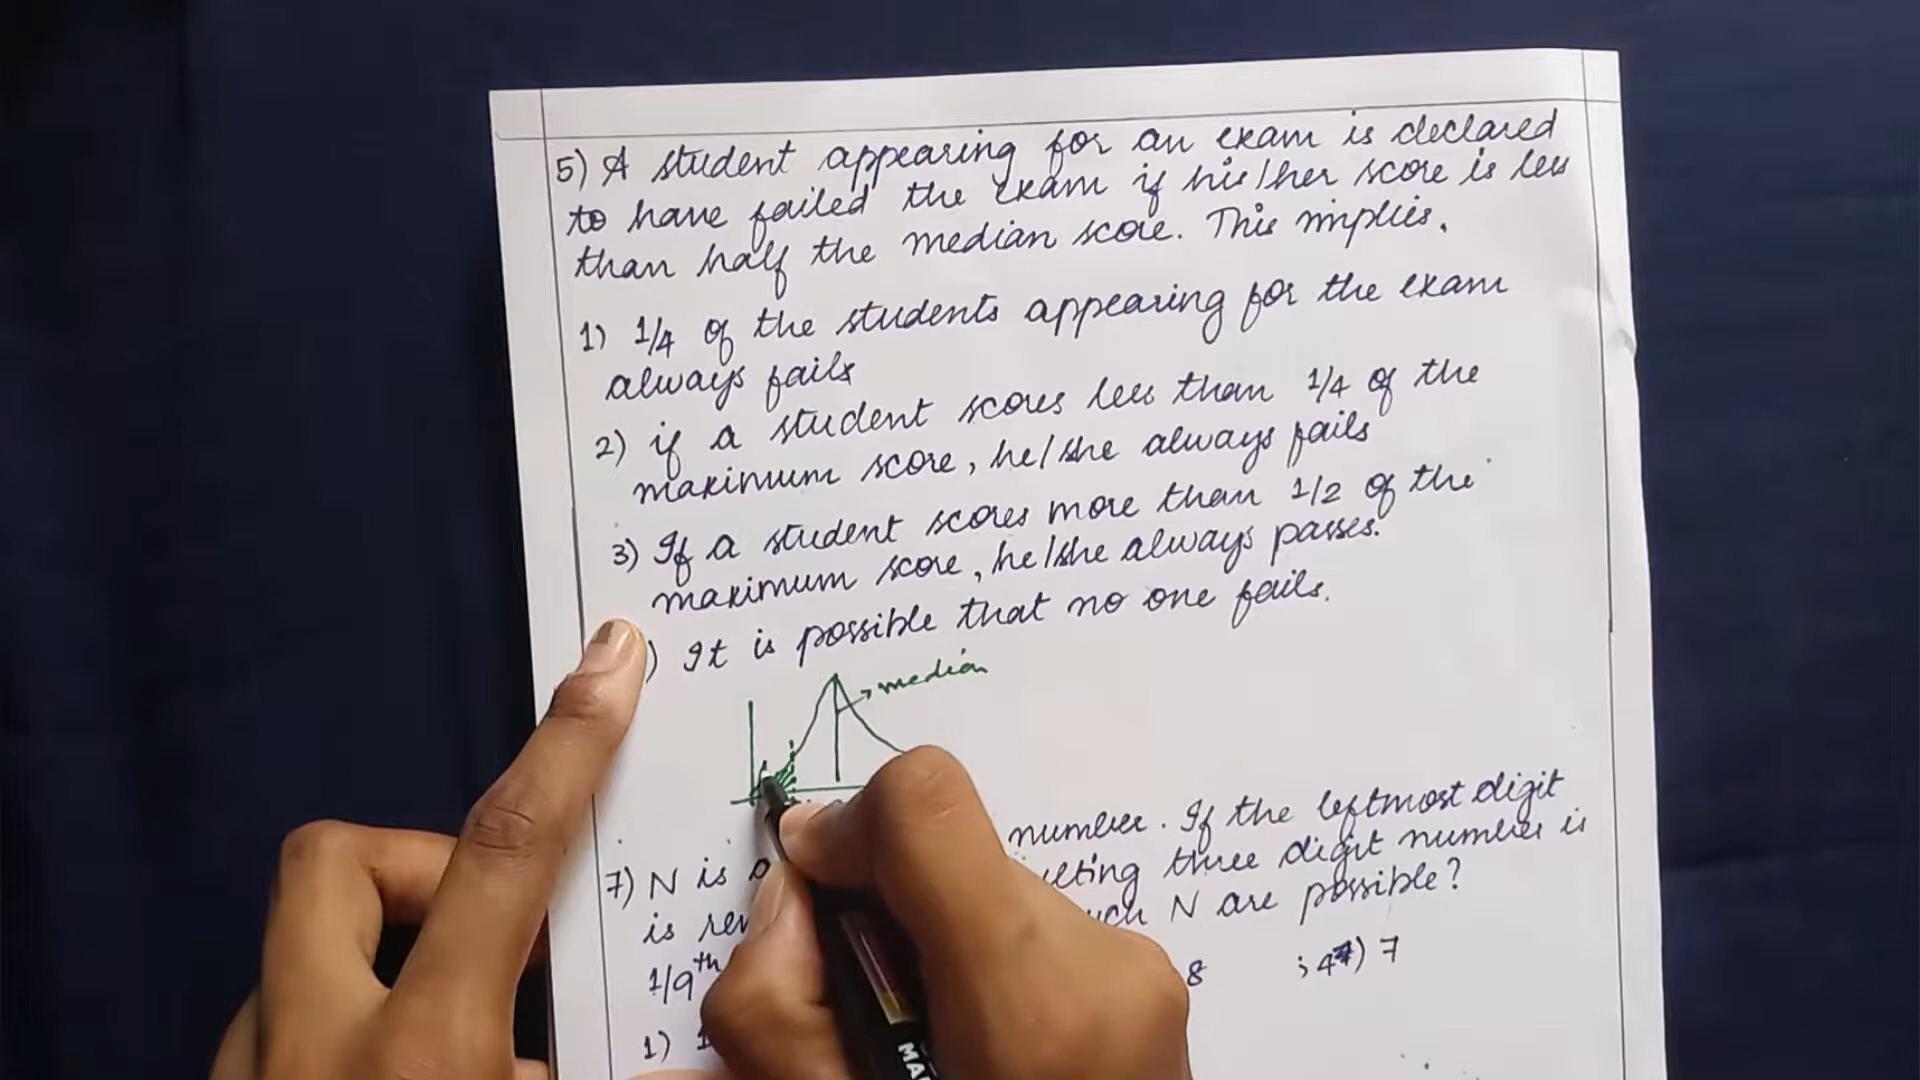 5) A student appearing for an exam is declared
to have failed the exam if his/her score is less
than half the median score. This implies.
1) 1/4 of the students appearing for the exam
always fails
2) if a student scores less than 1/4 of the
maximum score, he/she always fails
3) If a student scores more than 1/2 of the
maximum score, he/she always passes.
) It is possible that no one fails.
→ median
7) N is number. If the leftmost digit
is three digit number is
1/9th N are possible?
8 ; 4) 7
1)
MA